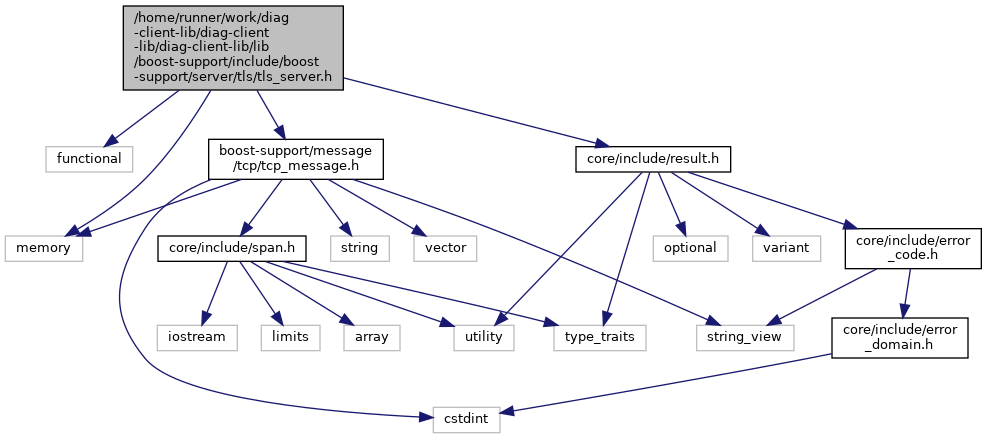 /home/runner/work/diag
-client-lib/diag-client
-lib/diag-client-lib/lib
/boost-support/include/boost
-support/server/tls/tls_server.h
functional
boost-support/message
/tcp/tcp_message.h
core/include/result.h
memory
core/include/span.h
string
vector
optional
variant
core/include/error
_code.h
iostream
limits
array
utility
type_traits
string_view
core/include/error
_domain.h
cstdint